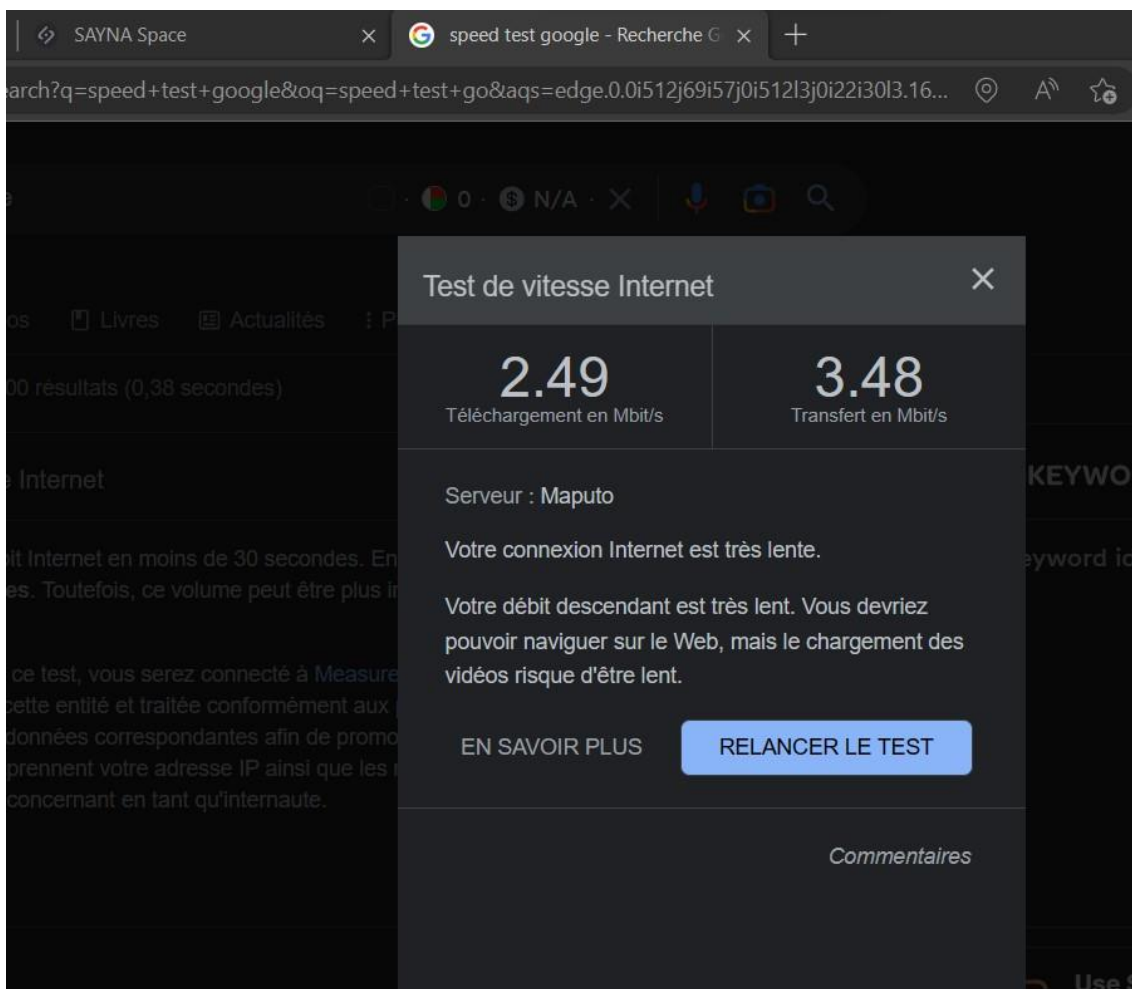 SAYNA Space
speed test google - Recherche G
earch?q=speed+test+google&oq=speed+test+go&aqs=edge.0.0i512j69i57j0i512l3j0i22i30l3.16...
0 · N/A ·
Livres Actualités
Test de vitesse Internet
00 résultats (0,38 secondes)
2.49
Téléchargement en Mbit/s
3.48
Transfert en Mbit/s
Internet
KEYWO
Serveur : Maputo
Votre connexion Internet est très lente.
bit Internet en moins de 30 secondes. En
es. Toutefois, ce volume peut être plus
eyword
Votre débit descendant est très lent. Vous devriez
pouvoir naviguer sur le Web, mais le chargement des
vidéos risque d'être lent.
ce test, vous serez connecté à Measure
cette entité et traitée conformément aux
données correspondantes afin de promo
prennent votre adresse IP ainsi que les
concernant en tant qu'internaute.
EN SAVOIR PLUS
RELANCER LE TEST
Commentaires
Use